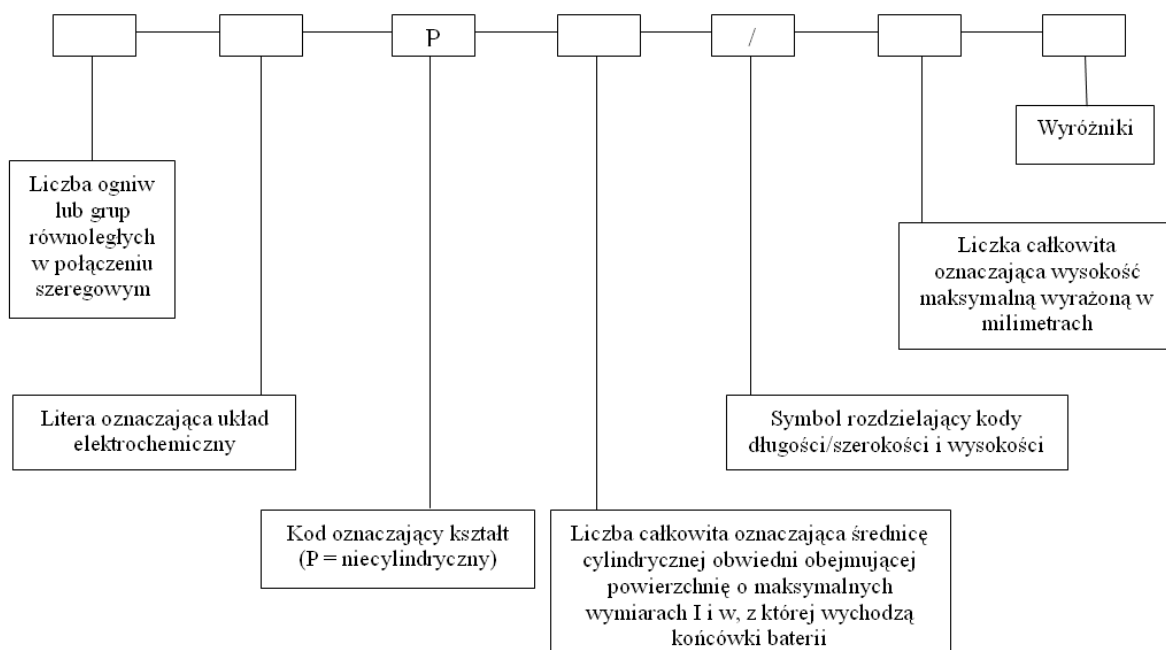 P
/
Wyróżniki
Liczba ogniw
lub grup
równoległych
w połączeniu
szeregowym
Liczka całkowita
oznaczająca wysokość
maksymalną wyrażoną w
milimetrach
Litera oznaczająca układ
elektrochemiczny
Symbol rozdzielający kody
długości/szerokości i wysokości
Kod oznaczający kształt
(P = niecylindryczny)
Liczba całkowita oznaczająca średnicę
cylindrycznej obwiedni obejmującej
powierzchnię o maksymalnych
wymiarach I i w, z której wychodzą
końcówki baterii